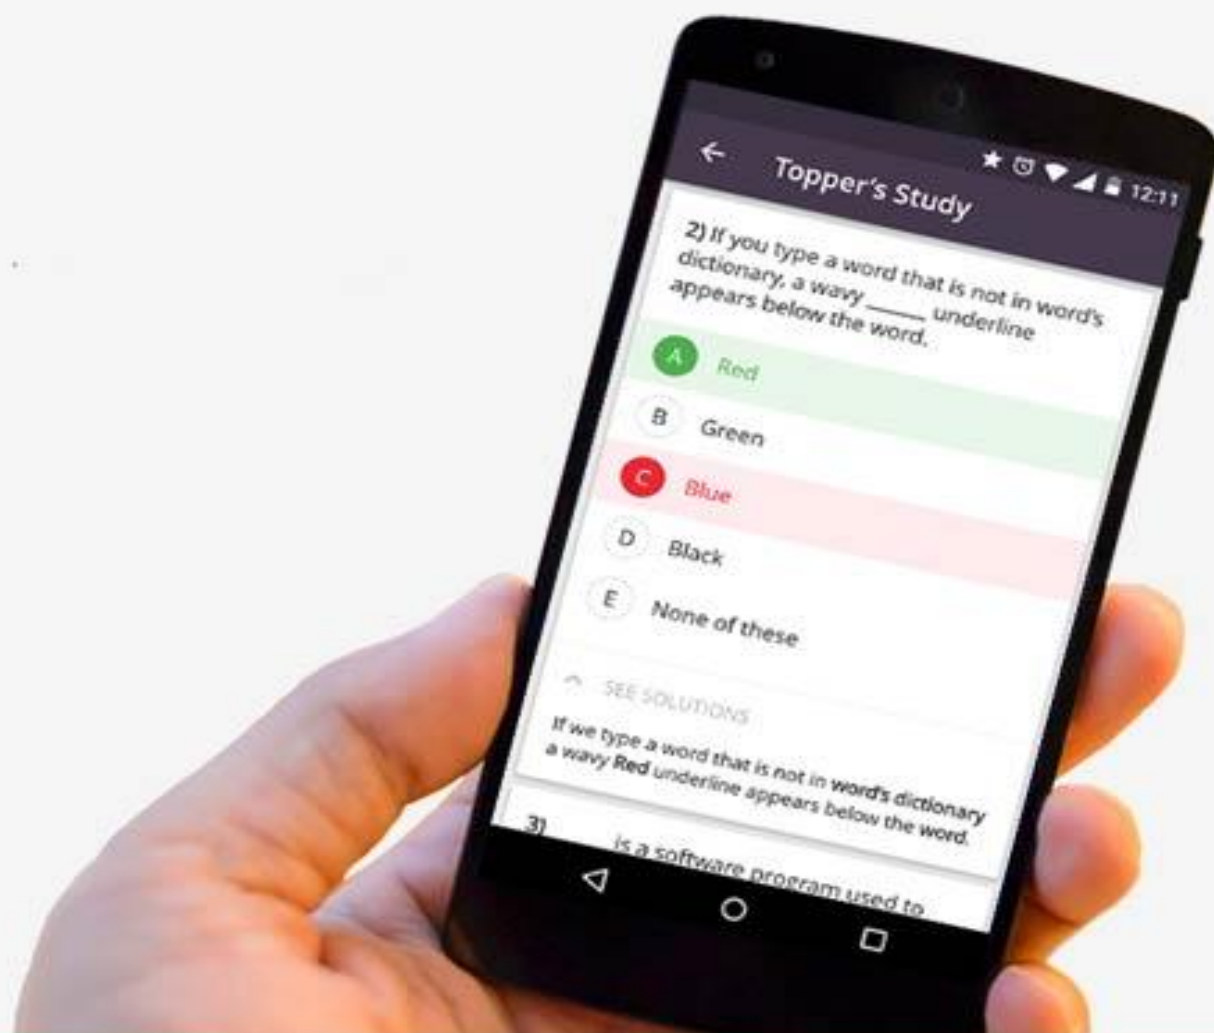 12:11
Topper's Study
2) If you type a word that is not in word's
dictionary, a wavy ______ underline
appears below the word.
A Red
B Green
C Blue
D Black
E None of these
SEE SOLUTIONS
If we type a word that is not in word's dictionary
a wavy Red underline appears below the word.
3) ______ is a software program used to